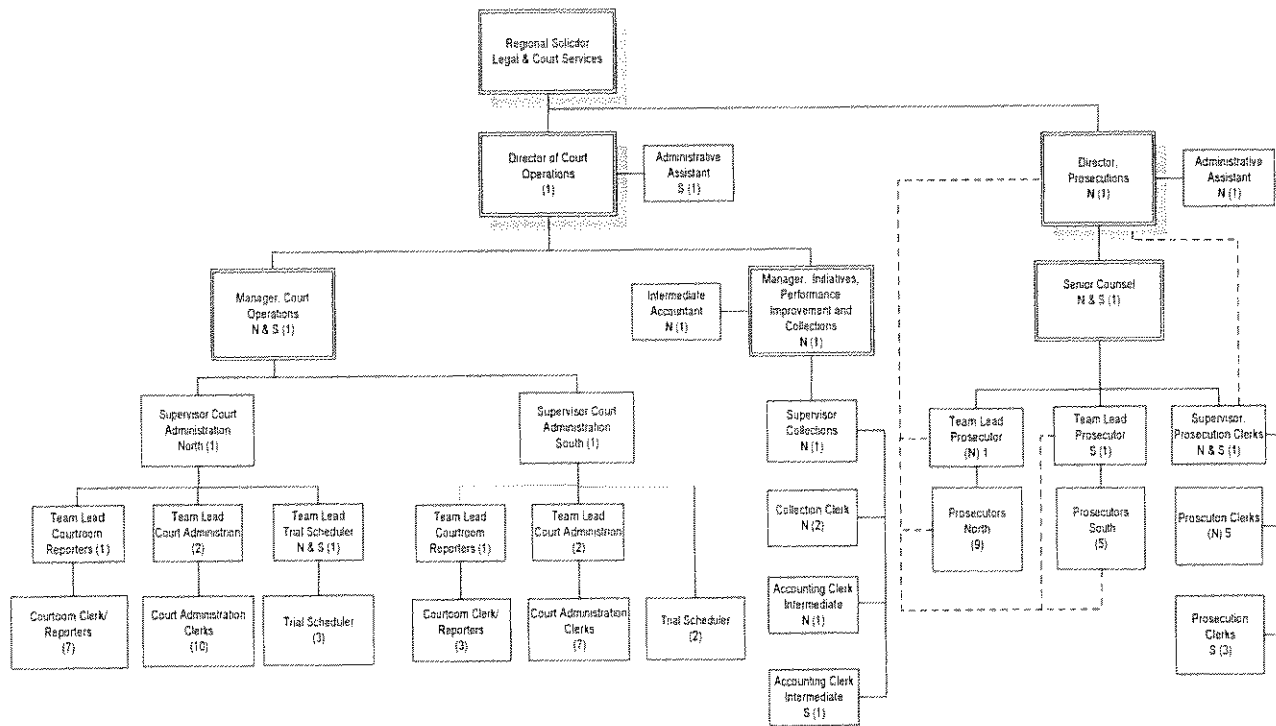 Regional Solicitor
Legal & Court Services
Director of Court
Operations
(1)
Administrative
Assistant
S (1)
Director,
Prosecutions
N (1)
Administrative
Assistant
N (1)
Manager, Court
Operations
N & S (1)
Intermediate
Accountant
N (1)
Manager, Initiatives,
Performance
Improvement and
Collections
N (1)
Senior Counsel
N & S (1)
Supervisor Court
Administration
North (1)
Supervisor Court
Administration
South (1)
Supervisor
Collections
N (1)
Team Lead
Prosecutor
(N) 1
Team Lead
Prosecutor
S (1)
Supervisor,
Prosecution Clerks
N & S (1)
Team Lead
Courtroom
Reporters (1)
Team Lead
Court Administrion
(2)
Team Lead
Trial Scheduler
N & S (1)
Team Lead
Courtroom
Reporters (1)
Team Lead
Court Administrion
(2)
Collection Clerk
N (2)
Prosecutors
North
(9)
Prosecutors
South
(5)
Prosecuton Clerks
(N) 5
Courtoom Clerk/
Reporters
(7)
Court Administration
Clerks
(10)
Trial Scheduler
(3)
Courtoom Clerk/
Reporters
(3)
Court Administration
Clerks
(7)
Trial Scheduler
(2)
Accounting Clerk
Intermediate
N (1)
Prosecution
Clerks
S (3)
Accounting Clerk
Intermediate
S (1)